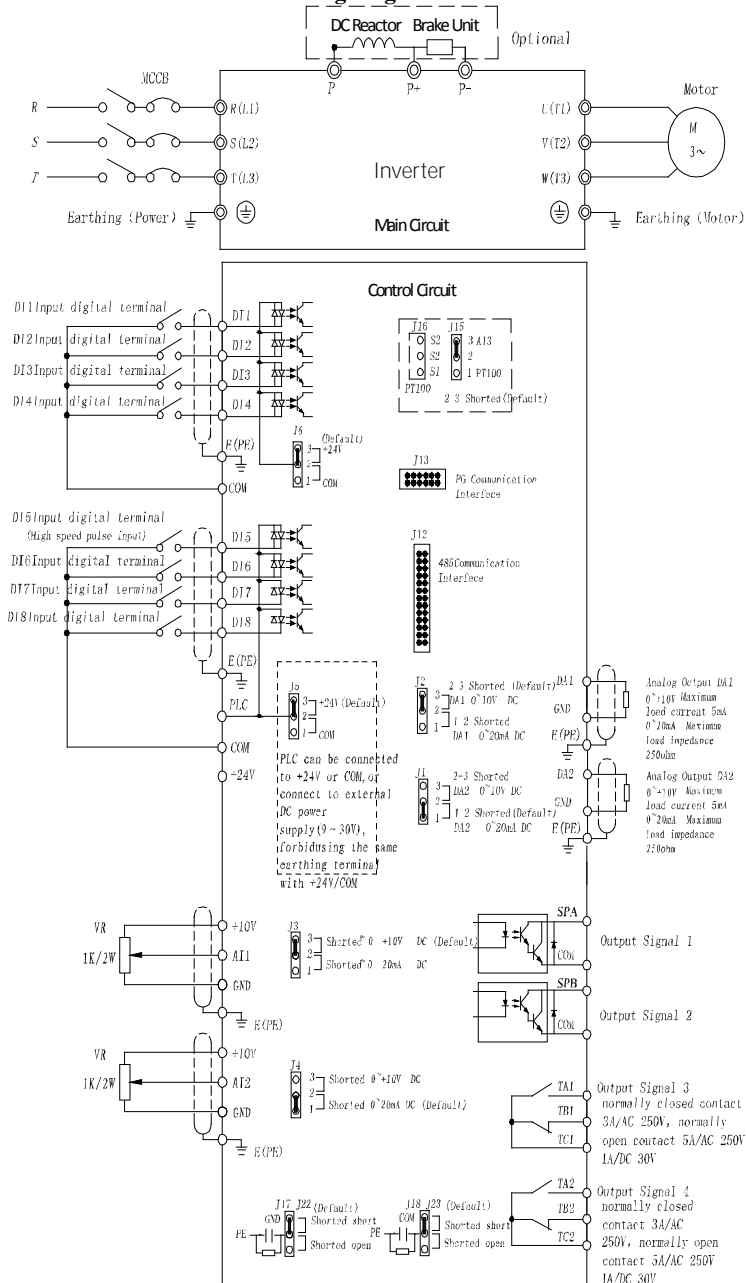 DC Reactor Brake Unit
Optional
P P+ P-
MCCB
Motor
R R(L1) U(T1)
M
3~
S S(L2) V(T2)
T T(L3) W(T3)
Inverter
Earthing (Power) Earthing (Motor)
Main Circuit
Control Circuit
DI1Input digital terminal DI1
DI2Input digital terminal DI2
DI3Input digital terminal DI3
DI4Input digital terminal DI4
J16 J15
S2 3 AI3
S2 2
S1 1 PT100
PT100
2 3 Shorted(Default)
E(PE)
J6
(Default)
3 +24V
2
1 COM
COM
J13
PG Communication
Interface
DI5Input digital terminal
(High speed pulse input) DI5
DI6Input digital terminal DI6
DI7Input digital terminal DI7
DI8Input digital terminal DI8
J12
485Communication
Interface
E(PE)
PLC
J5
3 +24V(Default)
2
1 COM
COM
+24V
PLC can be connected
to +24V or COM,or
connect to external
DC power
supply(9~30V),
forbidusing the same
earthing terminal
with +24V/COM
J2
2 3 Shorted (Default)
3 DA1 0~10V DC
2
1 1 2 Shorted
DA1 0~20mA DC
DA1
GND
E(PE)
Analog Output DA1
0~+10V Maximum
load current 5mA
0~20mA Maximum
load impedance
250ohm
J1
2-3 Shorted
3 DA2 0~10V DC
2
1 1 2 Shorted(Default)
DA2 0~20mA DC
DA2
GND
E(PE)
Analog Output DA2
0~+10V Maximum
load current 5mA
0~20mA Maximum
load impedance
250ohm
VR
1K/2W
+10V
AI1
GND
E(PE)
J3
3 Shorted~0 +10V DC (Default)
2
1 Shorted~0 20mA DC
SPA
COM
Output Signal 1
SPB
COM
Output Signal 2
VR
1K/2W
+10V
AI2
GND
E(PE)
J4
3 Shorted 0~+10V DC
2
1 Shorted 0~20mA DC (Default)
TA1
TB1
TC1
Output Signal 3
normally closed contact
3A/AC 250V, normally
open contact 5A/AC 250V
1A/DC 30V
TA2
TB2
TC2
Output Signal 4
normally closed
contact 3A/AC
250V, normally open
contact 5A/AC 250V
1A/DC 30V
J17 J22 (Default)
GND Shorted short
PE
Shorted open
J18 J23 (Default)
COM Shorted short
PE
Shorted open